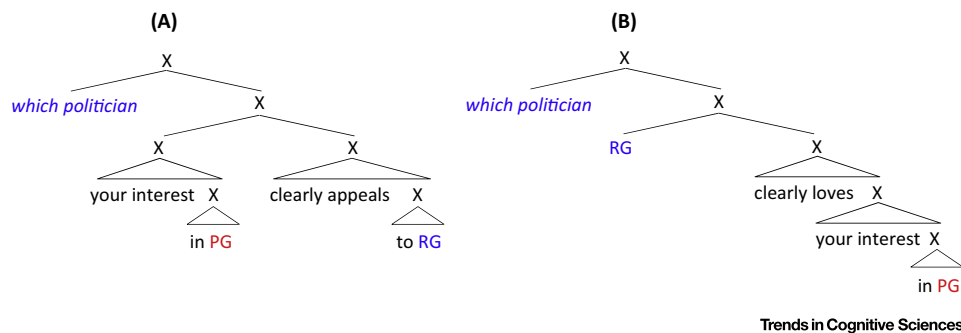 (A) (B)
X X
which politician X which politician X
X X RG X
your interest X clearly appeals X clearly loves X
in PG to RG your interest X
in PG
Trends in Cognitive Sciences